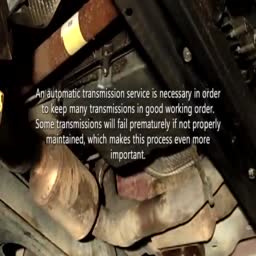 An automatic transmission service is necessary in order
to keep many transmissions in good working order.
Some transmissions will fail prematurely if not properly
maintained, which makes this process even more
important.